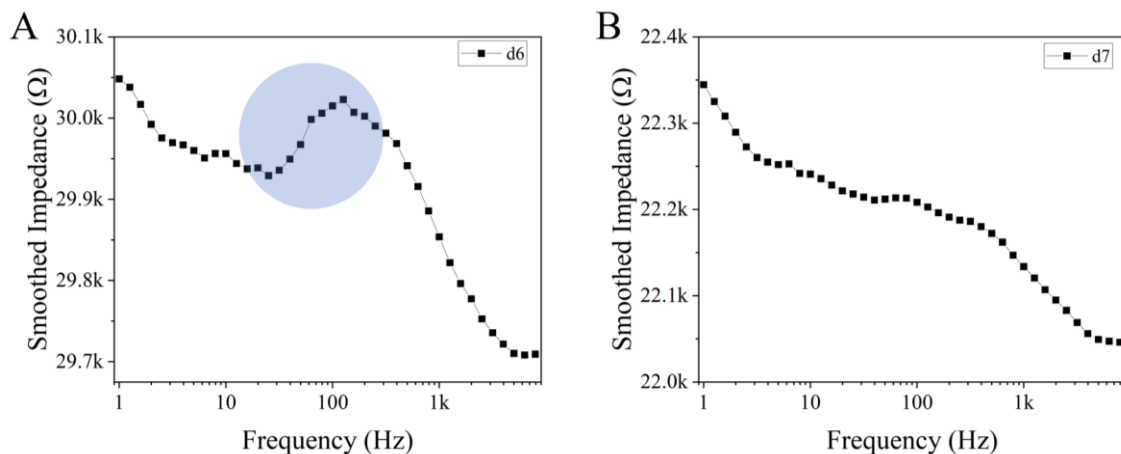 A
30.1k
30.0k
29.9k
29.8k
29.7k
Smoothed Impedance (Ω)
d6
1
10
100
1k
Frequency (Hz)
B
22.4k
22.3k
22.2k
22.1k
22.0k
Smoothed Impedance (Ω)
d7
1
10
100
1k
Frequency (Hz)